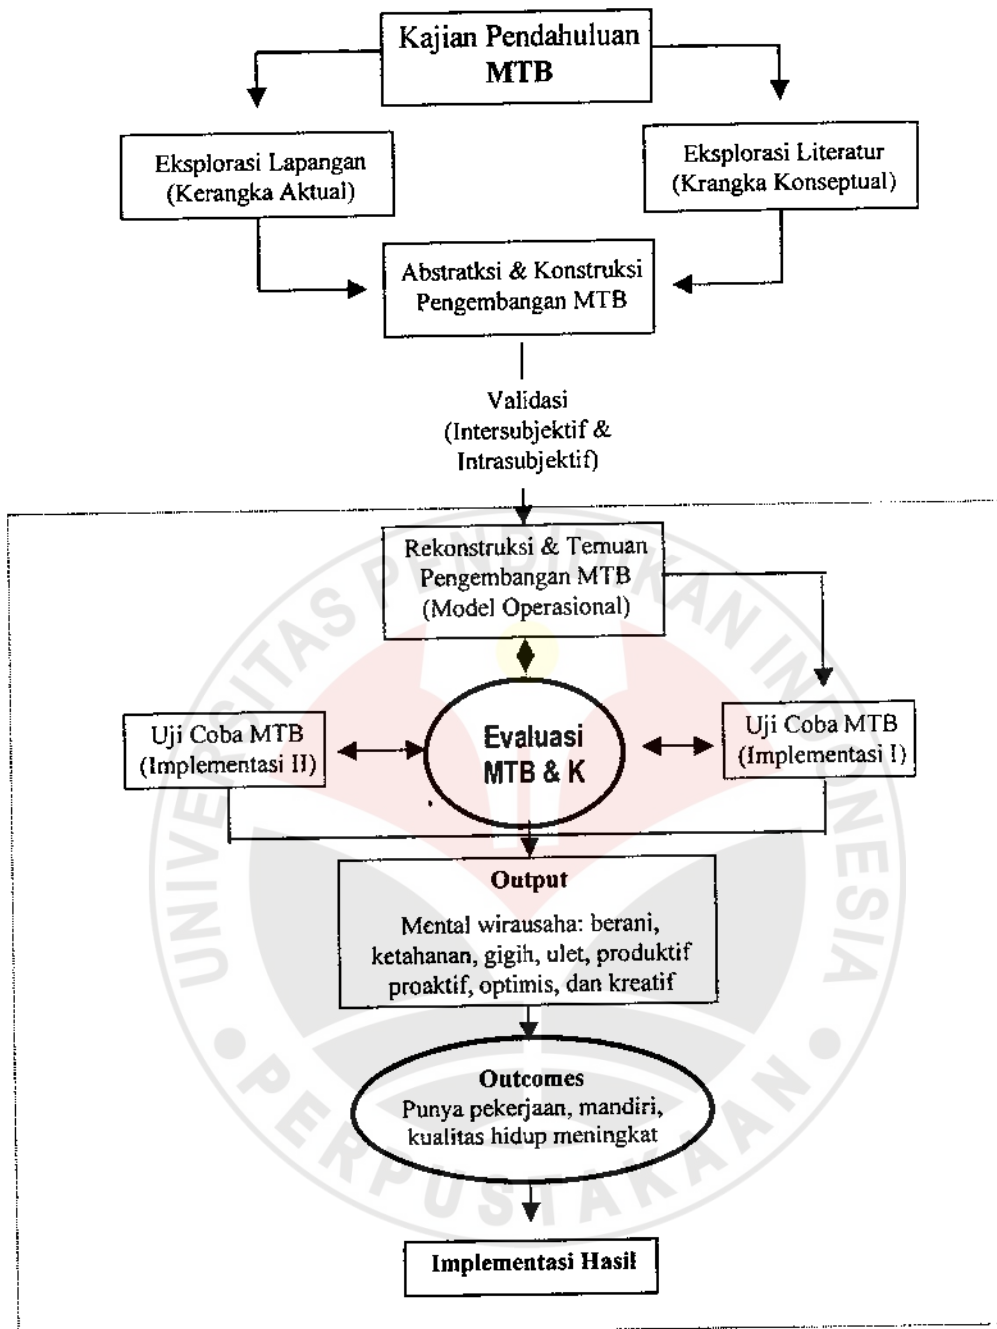 Kajian Pendahuluan
MTB
Eksplorasi Lapangan
(Kerangka Aktual)
Eksplorasi Literatur
(Krangka Konseptual)
Abstratksi & Konstruksi
Pengembangan MTB
Validasi
(Intersubjektif &
Intrasubjektif)
Rekonstruksi & Temuan
Pengembangan MTB
(Model Operasional)
Uji Coba MTB
(Implementasi II)
Evaluasi
MTB & K
Uji Coba MTB
(Implementasi I)
Output
Mental wirausaha: berani,
ketahanan, gigih, ulet, produktif
proaktif, optimis, dan kreatif
Outcomes
Punya pekerjaan, mandiri,
kualitas hidup meningkat
Implementasi Hasil
UNIVERSITAS PENDIDIKAN INDONESIA
PERPUSTAKAAN